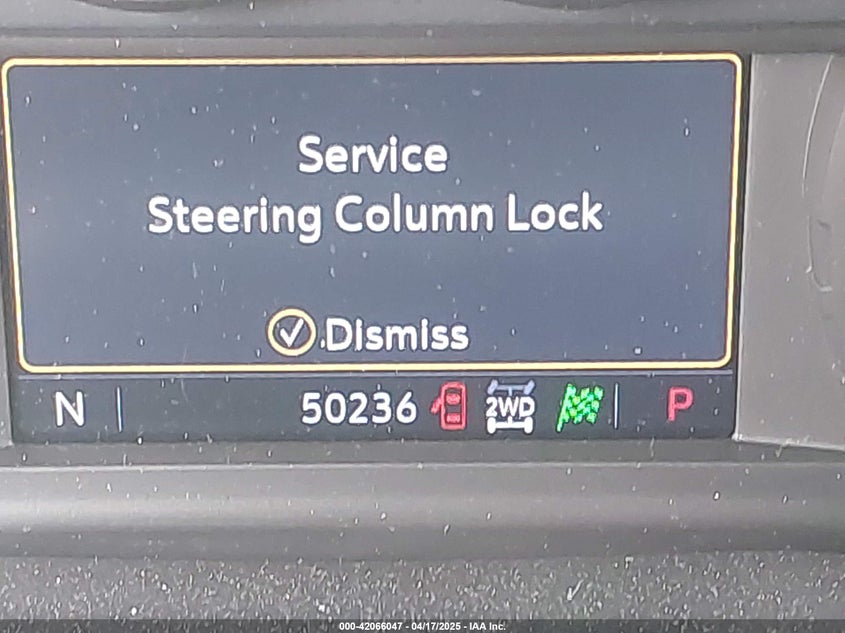 Service
Steering Column Lock
Dismiss
N 50236 2WD P
000-42066047 - 04/17/2025 - IAA Inc.